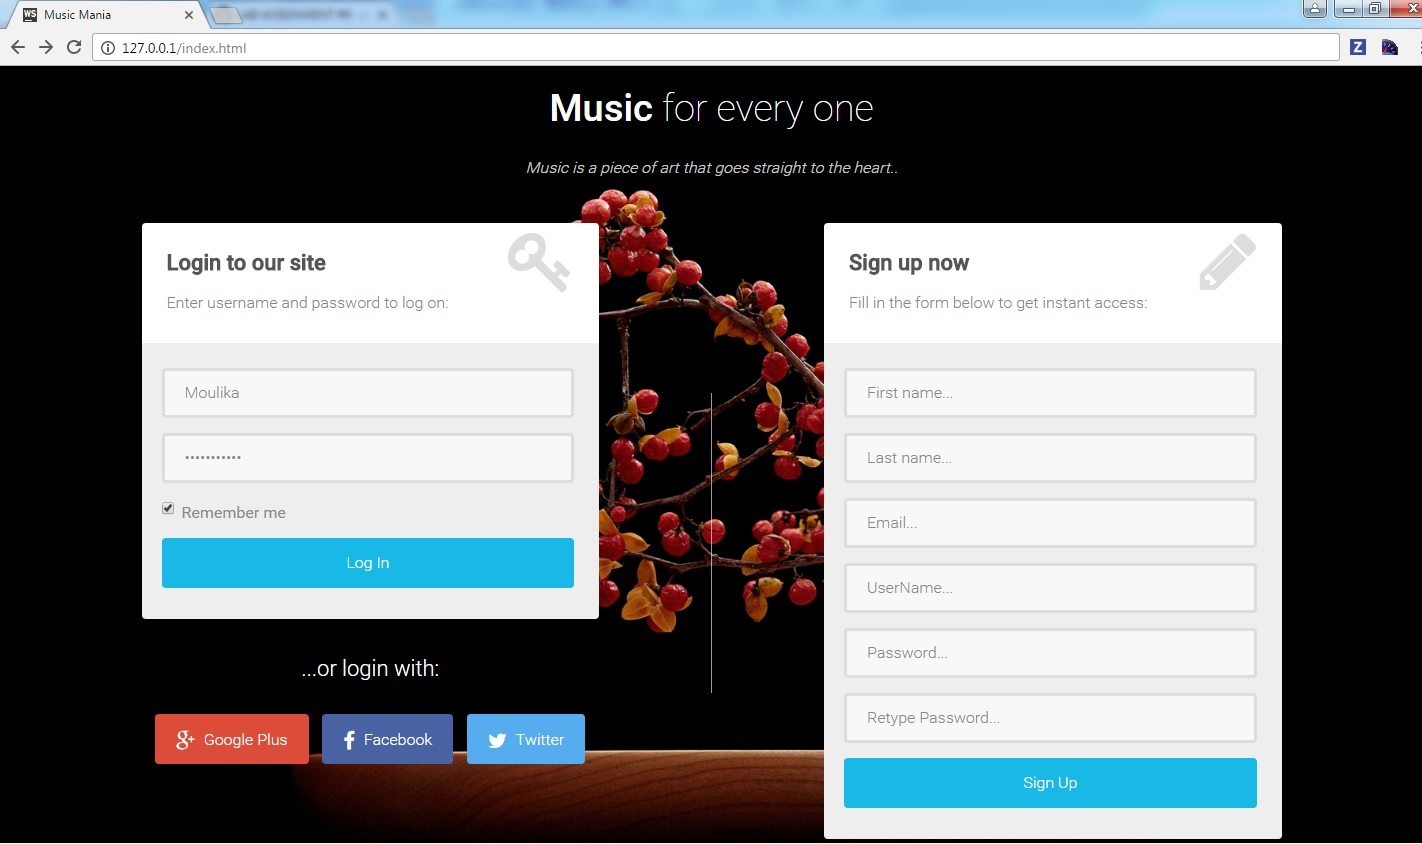 WS Music Mania
127.0.0.1/index.html
Z
Music for every one
Music is a piece of art that goes straight to the heart..
Login to our site
Enter username and password to log on:
Moulika
•••••••••••
Remember me
Log In
...or login with:
g+ Google Plus
f Facebook
Twitter
Sign up now
Fill in the form below to get instant access:
First name...
Last name...
Email...
UserName...
Password...
Retype Password...
Sign Up